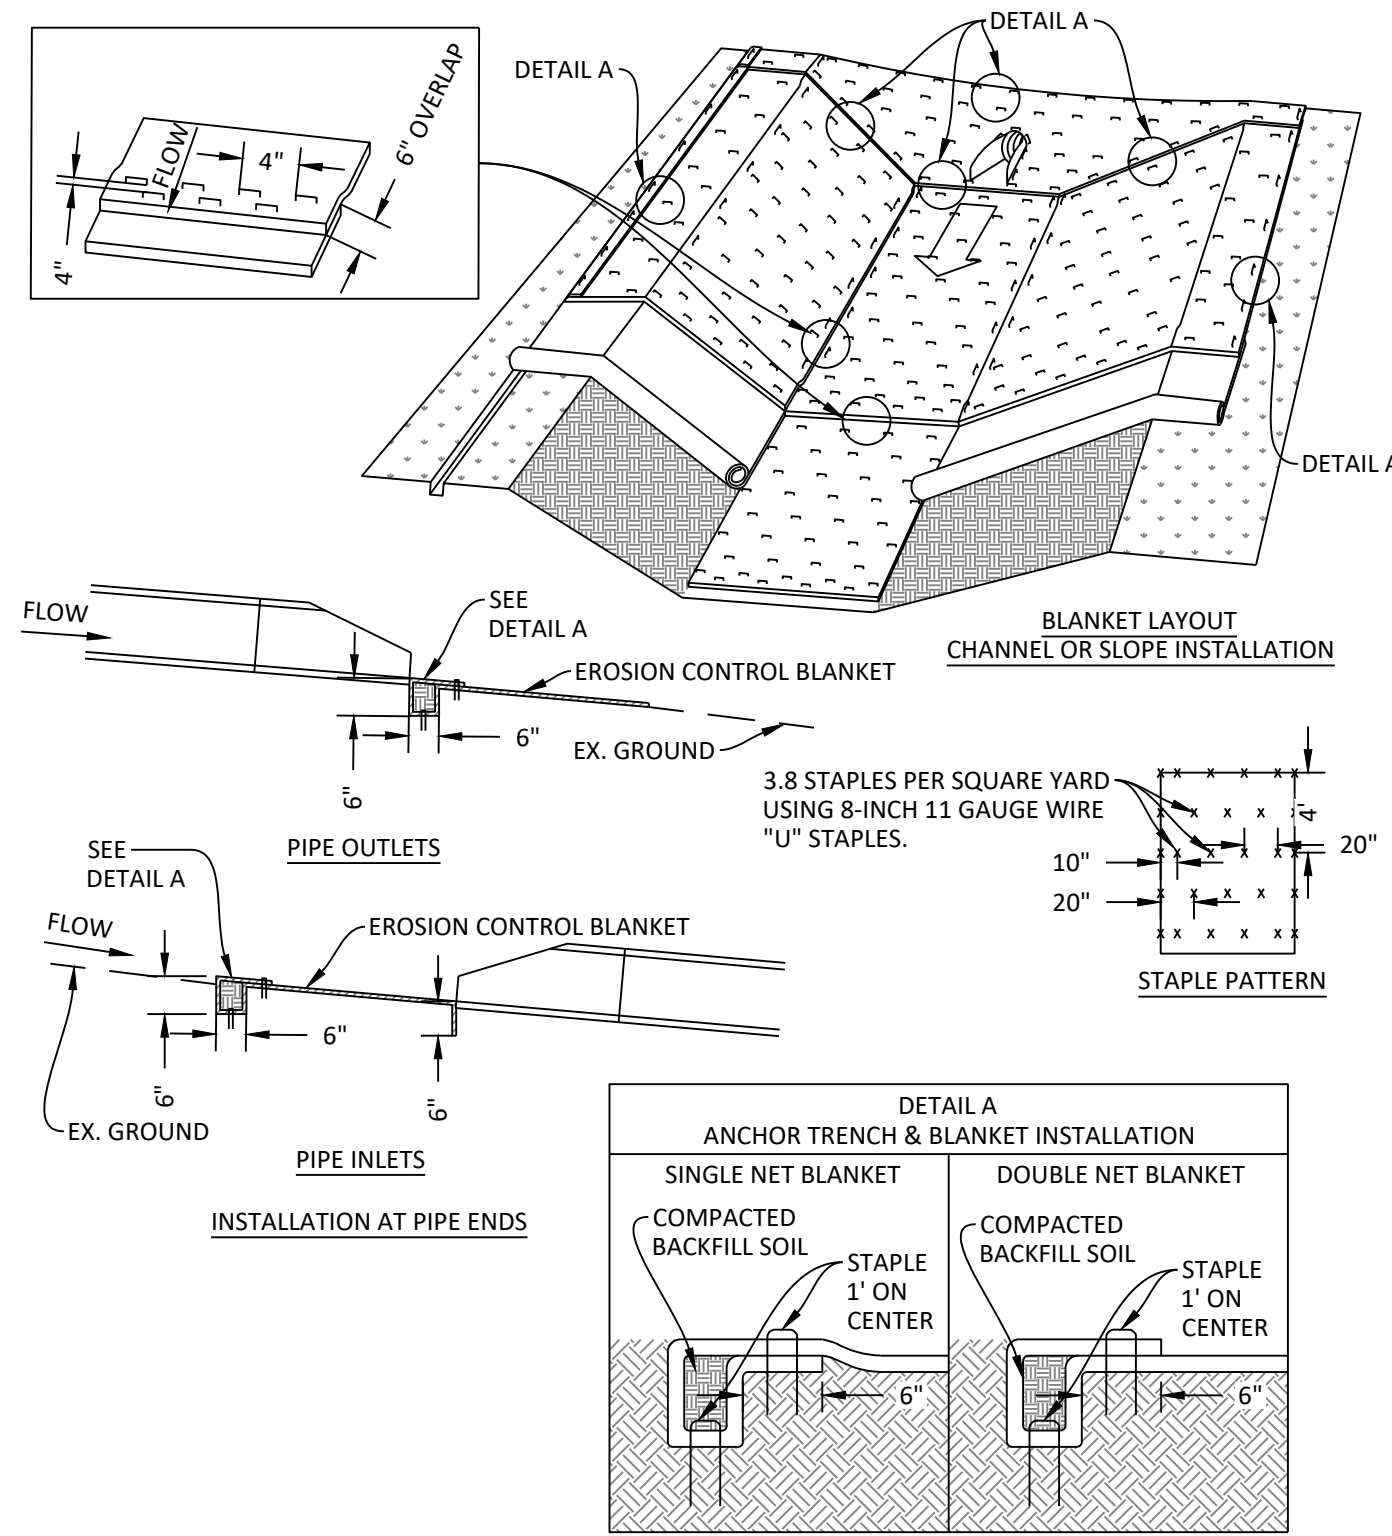 DETAIL A
DETAIL A
FLOW
4"
6" OVERLAP
4"
DETAIL A
BLANKET LAYOUT
CHANNEL OR SLOPE INSTALLATION
FLOW
SEE
DETAIL A
EROSION CONTROL BLANKET
6"
EX. GROUND
6"
PIPE OUTLETS
3.8 STAPLES PER SQUARE YARD
USING 8-INCH 11 GAUGE WIRE
"U" STAPLES.
4'
20"
10"
20"
STAPLE PATTERN
SEE
DETAIL A
FLOW
EROSION CONTROL BLANKET
6"
6"
6"
EX. GROUND
PIPE INLETS
INSTALLATION AT PIPE ENDS
DETAIL A
ANCHOR TRENCH & BLANKET INSTALLATION
SINGLE NET BLANKET
COMPACTED
BACKFILL SOIL
STAPLE
1' ON
CENTER
6"
DOUBLE NET BLANKET
COMPACTED
BACKFILL SOIL
STAPLE
1' ON
CENTER
6"